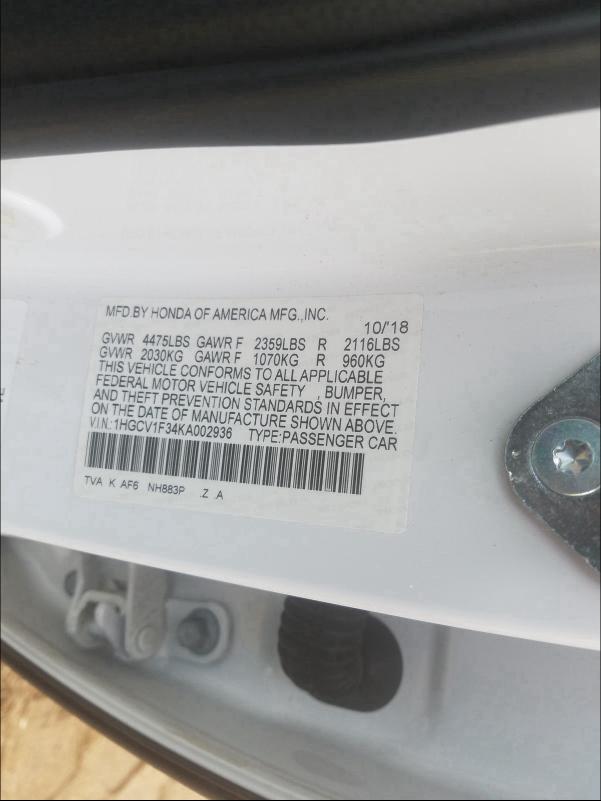 MFD.BY HONDA OF AMERICA MFG.,INC.
10/'18
GVWR 4475LBS GAWR F 2359LBS R 2116LBS
GVWR 2030KG GAWR F 1070KG R 960KG
THIS VEHICLE CONFORMS TO ALL APPLICABLE
FEDERAL MOTOR VEHICLE SAFETY , BUMPER,
AND THEFT PREVENTION STANDARDS IN EFFECT
ON THE DATE OF MANUFACTURE SHOWN ABOVE.
V.I.N.:1HGCV1F34KA002936 TYPE:PASSENGER CAR
TVA K AF6 NH883P .Z .A